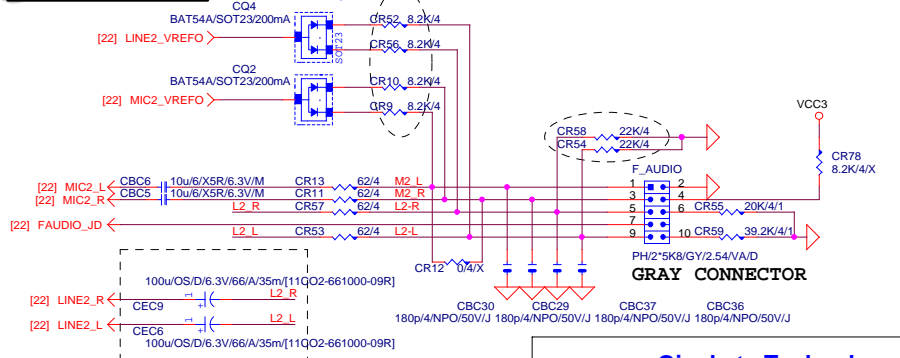 CQ4
BAT54A/SOT23/200mA
CR52 8.2K/4
[22] LINE2_VREFO
CR56 8.2K/4
SOT23
CQ2
BAT54A/SOT23/200mA
CR10 8.2K/4
[22] MIC2_VREFO
CR9 8.2K/4
VCC3
CR58 22K/4
CR54 22K/4
CR78
8.2K/4/X
F_AUDIO
[22] MIC2_L CBC6 10u/6/X5R/6.3V/M CR13 62/4 M2_L 1 2
[22] MIC2_R CBC5 10u/6/X5R/6.3V/M CR11 62/4 M2_R 3 4
L2_R CR57 62/4 L2-R 5 6 CR55 20K/4/1
[22] FAUDIO_JD 7
L2_L CR53 62/4 L2-L 9 10 CR59 39.2K/4/1
CR12 0/4/X
PH/2*5K8/GY/2.54/VA/D
GRAY CONNECTOR
100u/OS/D/6.3V/66/A/35m/[11CO2-661000-09R]
[22] LINE2_R 1 + L2_R
CEC9
CBC30 CBC29 CBC37 CBC36
180p/4/NPO/50V/J 180p/4/NPO/50V/J 180p/4/NPO/50V/J 180p/4/NPO/50V/J
[22] LINE2_L 1 + L2_L
CEC6
100u/OS/D/6.3V/66/A/35m/[11CO2-661000-09R]